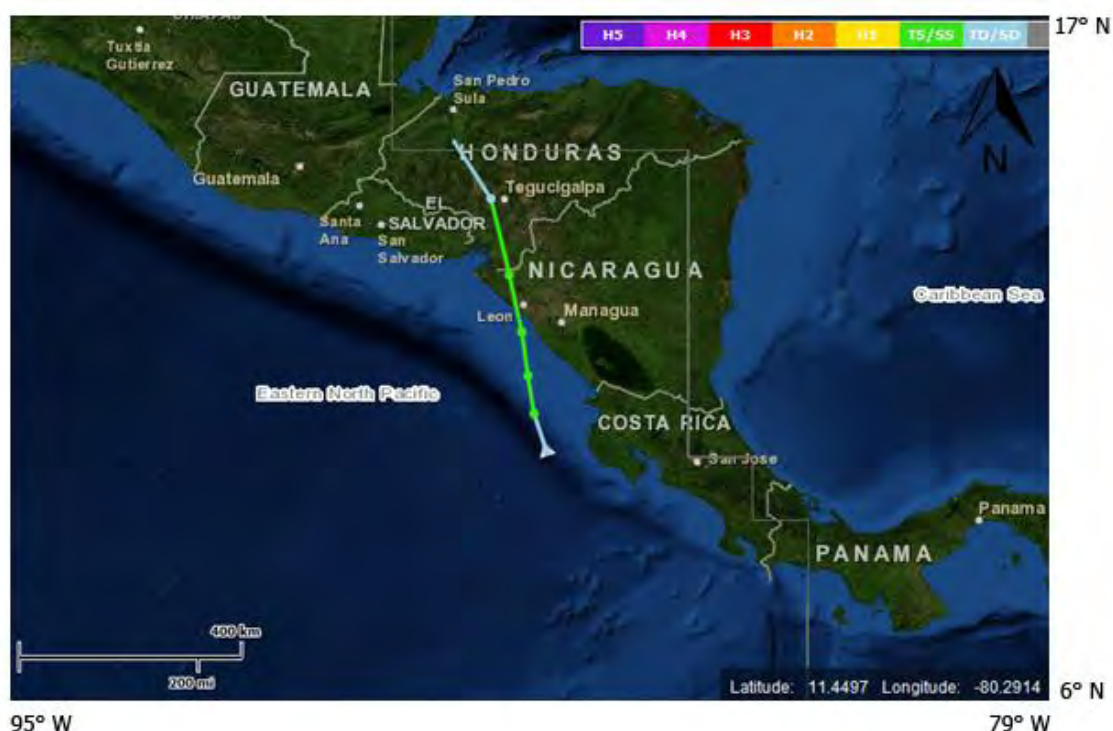 17° N
H5 H4 H3 H2 H1 TS/SS TD/SD
Tuxtla
Gutierrez
San Pedro
Sula
GUATEMALA
HONDURAS
N
Guatemala
Tegucigalpa
Santa
Ana
EL
SALVADOR
San
Salvador
NICARAGUA
Caribbean Sea
Leon
Managua
Eastern North Pacific
COSTA RICA
San Jose
Panama
PANAMA
400 km
200 mi
Latitude: 11.4497 Longitude: -80.2914
6° N
95° W
79° W